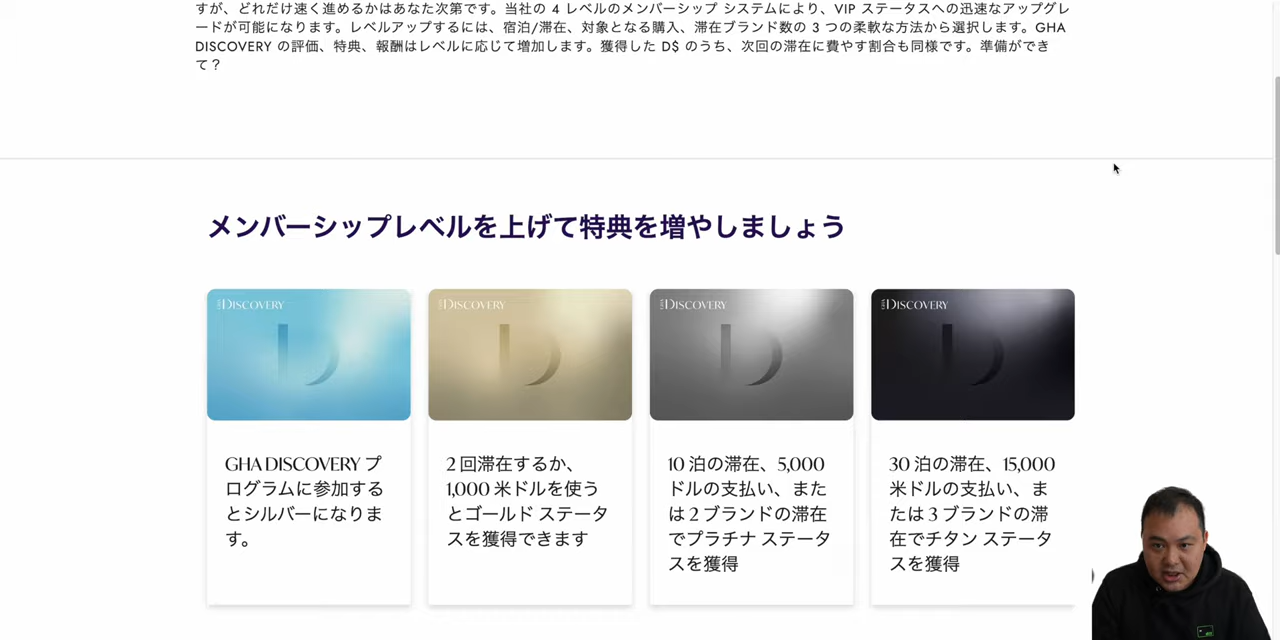 すが、どれだけ速く進めるかはあなた次第です。当社の 4 レベルのメンバーシップ システムにより、VIP ステータスへの迅速なアップグレ
ードが可能になります。レベルアップするには、宿泊/滞在、対象となる購入、滞在ブランド数の 3 つの柔軟な方法から選択します。GHA
DISCOVERY の評価、特典、報酬はレベルに応じて増加します。獲得した D$ のうち、次回の滞在に費やす割合も同様です。準備ができ
て？
メンバーシップレベルを上げて特典を増やしましょう
GHA DISCOVERY
GHA DISCOVERY
GHA DISCOVERY
GHA DISCOVERY
GHA DISCOVERY プ
ログラムに参加する
とシルバーになりま
す。
2 回滞在するか、
1,000 米ドルを使う
とゴールド ステータ
スを獲得できます
10 泊の滞在、5,000
ドルの支払い、また
は 2 ブランドの滞在
でプラチナ ステータ
スを獲得
30 泊の滞在、15,000
米ドルの支払い、ま
たは 3 ブランドの滞
在でチタン ステータ
スを獲得